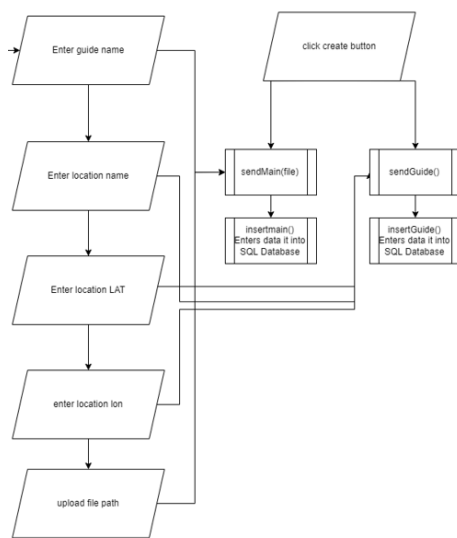 Enter guide name
click create button
Enter location name
sendMain(file)
sendGuide()
insertmain()
Enters data it into
SQL Database
insertGuide()
Enters data it into
SQL Database
Enter location LAT
enter location lon
upload file path